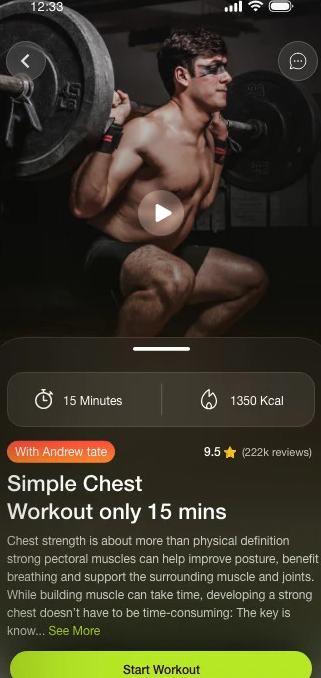 12:33
15 Minutes
1350 Kcal
With Andrew tate
9.5 (222k reviews)
Simple Chest
Workout only 15 mins
Chest strength is about more than physical definition
strong pectoral muscles can help improve posture, benefit
breathing and support the surrounding muscle and joints.
While building muscle can take time, developing a strong
chest doesn't have to be time-consuming: The key is
know... See More
Start Workout